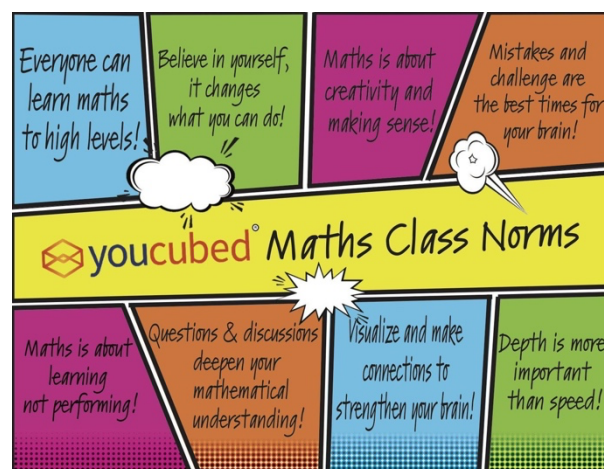 Everyone can
learn maths
to high levels!
Believe in yourself,
it changes
what you can do!
Maths is about
creativity and
making sense!
Mistakes and
challenge are
the best times for
your brain!
youcubed® Maths Class Norms
Maths is about
learning
not performing!
Questions & discussions
deepen your
mathematical
understanding!
Visualize and make
connections to
strengthen your brain!
Depth is more
important
than speed!